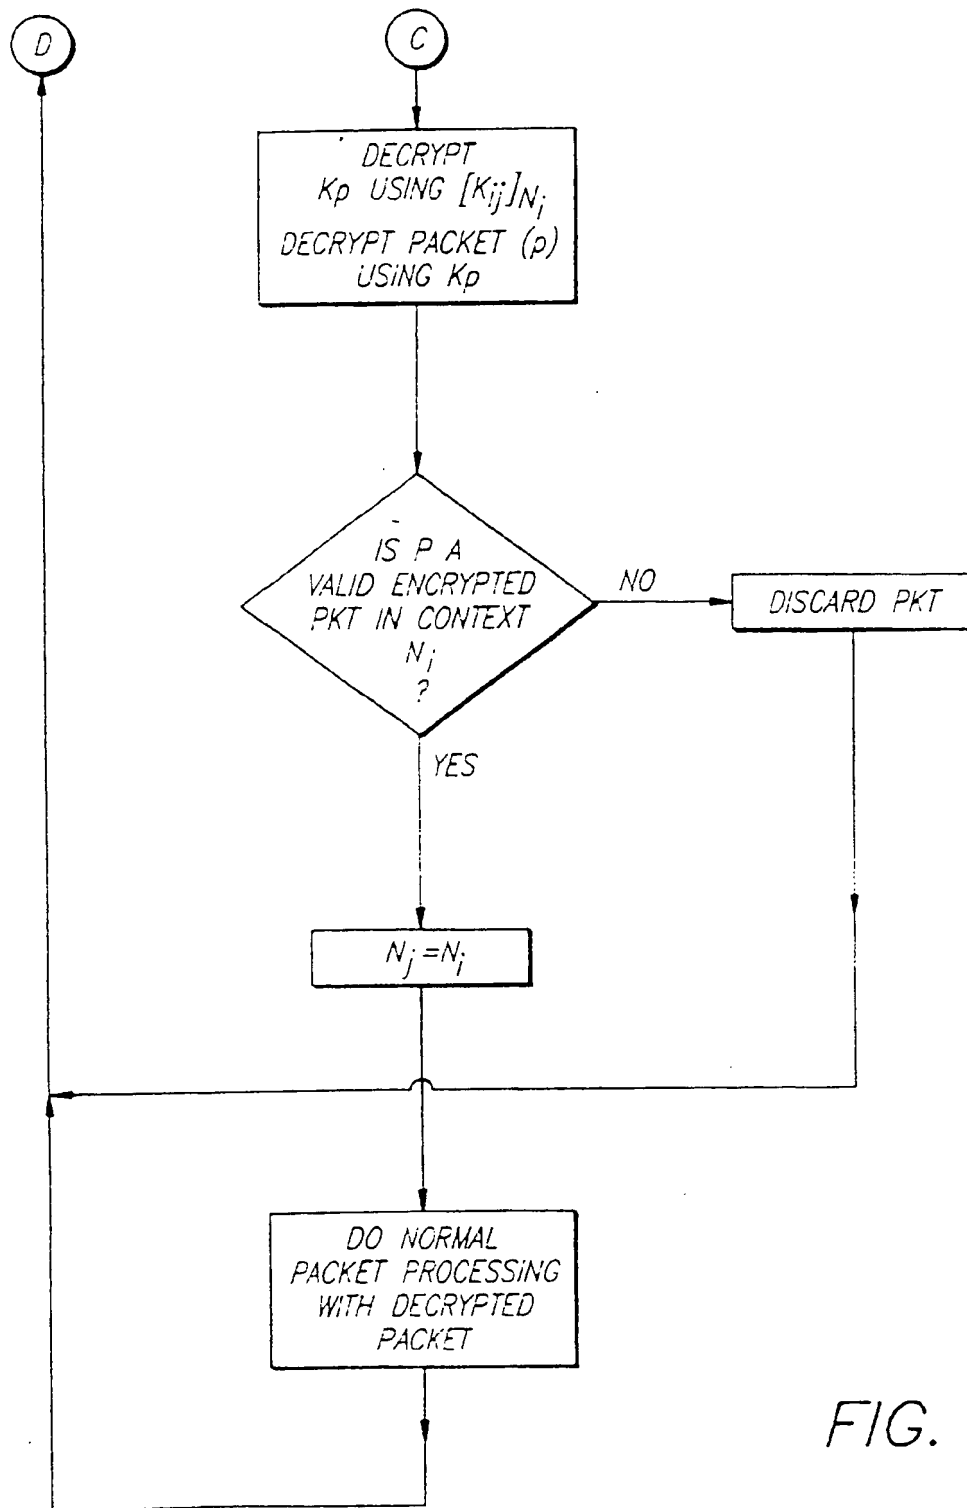 D
C
DECRYPT
Kp USING [Kij]Ni
DECRYPT PACKET (p)
USING Kp
IS P A
VALID ENCRYPTED
PKT IN CONTEXT
Ni
?
NO
DISCARD PKT
YES
Nj=Ni
DO NORMAL
PACKET PROCESSING
WITH DECRYPTED
PACKET
FIG.